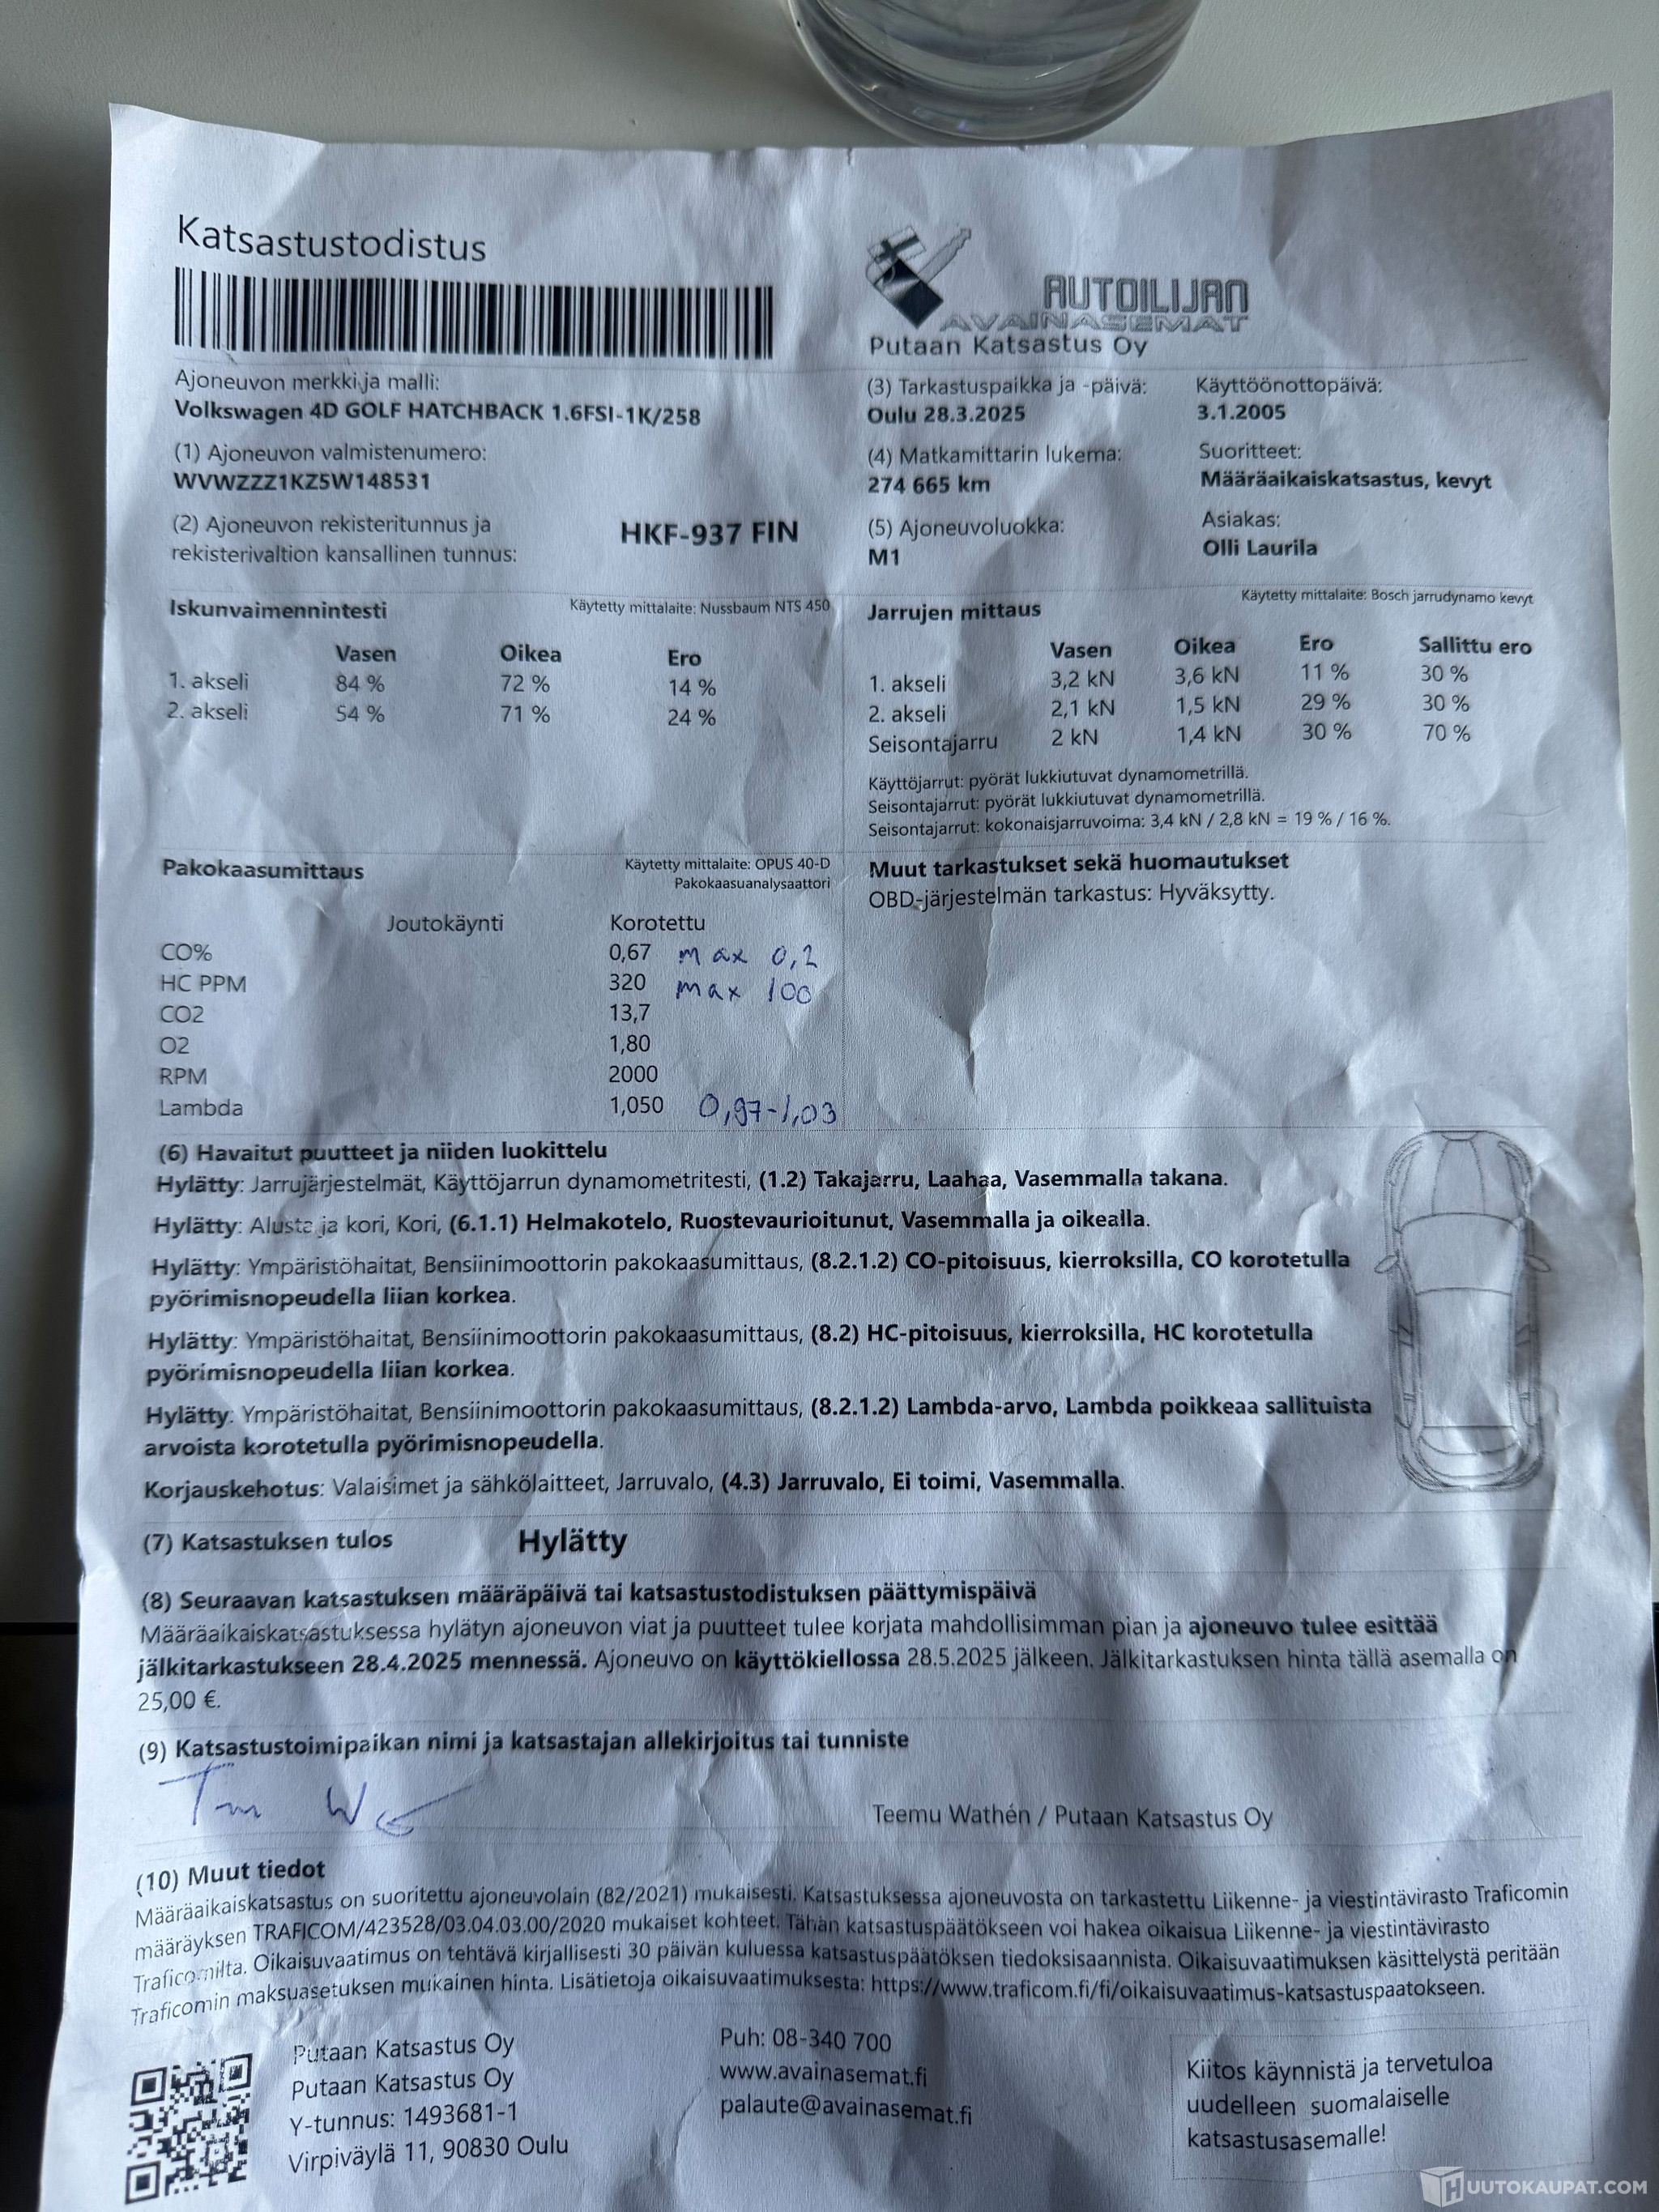 Katsastustodistus
AUTOILIJAN
AVAINASEMAT
Putaan Katsastus Oy
Ajoneuvon merkki ja malli:
Volkswagen 4D GOLF HATCHBACK 1.6FSI-1K/258
(1) Ajoneuvon valmistenumero:
WVWZZZ1KZ5W148531
(2) Ajoneuvon rekisteritunnus ja
rekisterivaltion kansallinen tunnus:
HKF-937 FIN
(3) Tarkastuspaikka ja -päivä:
Oulu 28.3.2025
Käyttöönottopäivä:
3.1.2005
(4) Matkamittarin lukema:
274 665 km
Suoritteet:
Määräaikaiskatsastus, kevyt
(5) Ajoneuvoluokka:
M1
Asiakas:
Olli Laurila
Iskunvaimennintesti Käytetty mittalaite: Nussbaum NTS 450
Vasen Oikea Ero
1. akseli 84 % 72 % 14 %
2. akseli 54 % 71 % 24 %
Jarrujen mittaus Käytetty mittalaite: Bosch jarrudynamo kevyt
Vasen Oikea Ero Sallittu ero
1. akseli 3,2 kN 3,6 kN 11 % 30 %
2. akseli 2,1 kN 1,5 kN 29 % 30 %
Seisontajarru 2 kN 1,4 kN 30 % 70 %
Käyttöjarrut: pyörät lukkiutuvat dynamometrillä.
Seisontajarrut: pyörät lukkiutuvat dynamometrillä.
Seisontajarrut: kokonaisjarruvoima: 3,4 kN / 2,8 kN = 19 % / 16 %.
Pakokaasumittaus Käytetty mittalaite: OPUS 40-D
Pakokaasuanalysaattori
Joutokäynti Korotettu
CO% 0,67 max 0,2
HC PPM 320 max 100
CO2 13,7
O2 1,80
RPM 2000
Lambda 1,050 0,97-1,03
Muut tarkastukset sekä huomautukset
OBD-järjestelmän tarkastus: Hyväksytty.
(6) Havaitut puutteet ja niiden luokittelu
Hylätty: Jarrujärjestelmät, Käyttöjarrun dynamometritesti, (1.2) Takajarru, Laahaa, Vasemmalla takana.
Hylätty: Alusta ja kori, Kori, (6.1.1) Helmakotelo, Ruostevaurioitunut, Vasemmalla ja oikealla.
Hylätty: Ympäristöhaitat, Bensiinimoottorin pakokaasumittaus, (8.2.1.2) CO-pitoisuus, kierroksilla, CO korotetulla
pyörimisnopeudella liian korkea.
Hylätty: Ympäristöhaitat, Bensiinimoottorin pakokaasumittaus, (8.2) HC-pitoisuus, kierroksilla, HC korotetulla
pyörimisnopeudella liian korkea.
Hylätty: Ympäristöhaitat, Bensiinimoottorin pakokaasumittaus, (8.2.1.2) Lambda-arvo, Lambda poikkeaa sallituista
arvoista korotetulla pyörimisnopeudella.
Korjauskehotus: Valaisimet ja sähkölaitteet, Jarruvalo, (4.3) Jarruvalo, Ei toimi, Vasemmalla.
(7) Katsastuksen tulos Hylätty
(8) Seuraavan katsastuksen määräpäivä tai katsastustodistuksen päättymispäivä
Määräaikaiskatsastuksessa hylätyn ajoneuvon viat ja puutteet tulee korjata mahdollisimman pian ja ajoneuvo tulee esittää
jälkitarkastukseen 28.4.2025 mennessä. Ajoneuvo on käyttökiellossa 28.5.2025 jälkeen. Jälkitarkastuksen hinta tällä asemalla on
25,00 €.
(9) Katsastustoimipaikan nimi ja katsastajan allekirjoitus tai tunniste
Teemu Wathén / Putaan Katsastus Oy
(10) Muut tiedot
Määräaikaiskatsastus on suoritettu ajoneuvolain (82/2021) mukaisesti. Katsastuksessa ajoneuvosta on tarkastettu Liikenne- ja viestintävirasto Traficomin
määräyksen TRAFICOM/423528/03.04.03.00/2020 mukaiset kohteet. Tähän katsastuspäätökseen voi hakea oikaisua Liikenne- ja viestintävirasto
Traficomilta. Oikaisuvaatimus on tehtävä kirjallisesti 30 päivän kuluessa katsastuspäätöksen tiedoksisaannista. Oikaisuvaatimuksen käsittelystä peritään
Traficomin maksuasetuksen mukainen hinta. Lisätietoja oikaisuvaatimuksesta: https://www.traficom.fi/fi/oikaisuvaatimus-katsastuspaatokseen.
Putaan Katsastus Oy
Putaan Katsastus Oy
Y-tunnus: 1493681-1
Virpiväylä 11, 90830 Oulu
Puh: 08-340 700
www.avainasemat.fi
palaute@avainasemat.fi
Kiitos käynnistä ja tervetuloa
uudelleen suomalaiselle
katsastusasemalle!
HUUTOKAUPAT.COM